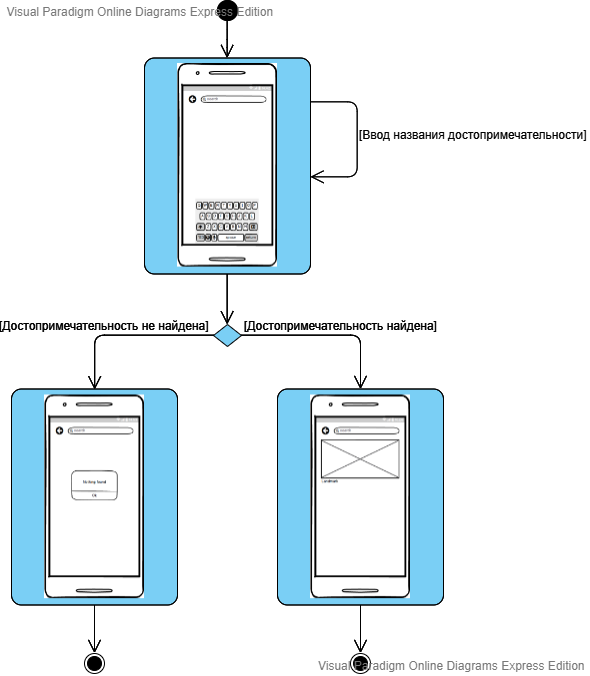 Visual Paradigm Online Diagrams Express Edition
search
[Ввод названия достопримечательности]
[Достопримечательность не найдена]
[Достопримечательность найдена]
search
search
Nothing found
OK
Landmark
Visual Paradigm Online Diagrams Express Edition